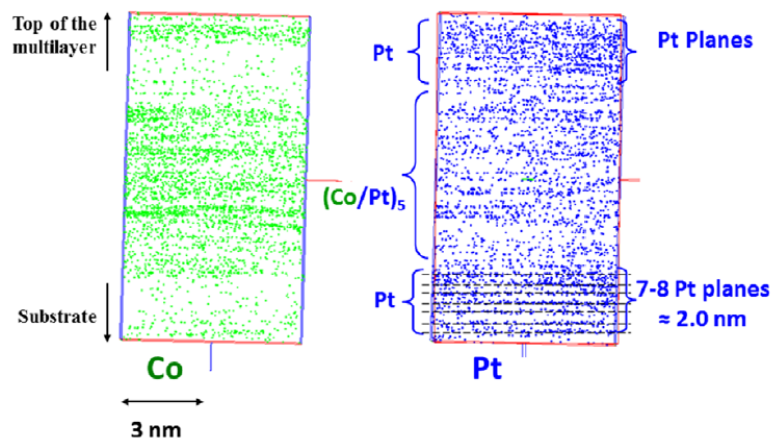 Top of the
multilayer
Substrate
Co
3 nm
Pt
Pt Planes
(Co/Pt)₅
Pt
7-8 Pt planes
≈ 2.0 nm
Pt